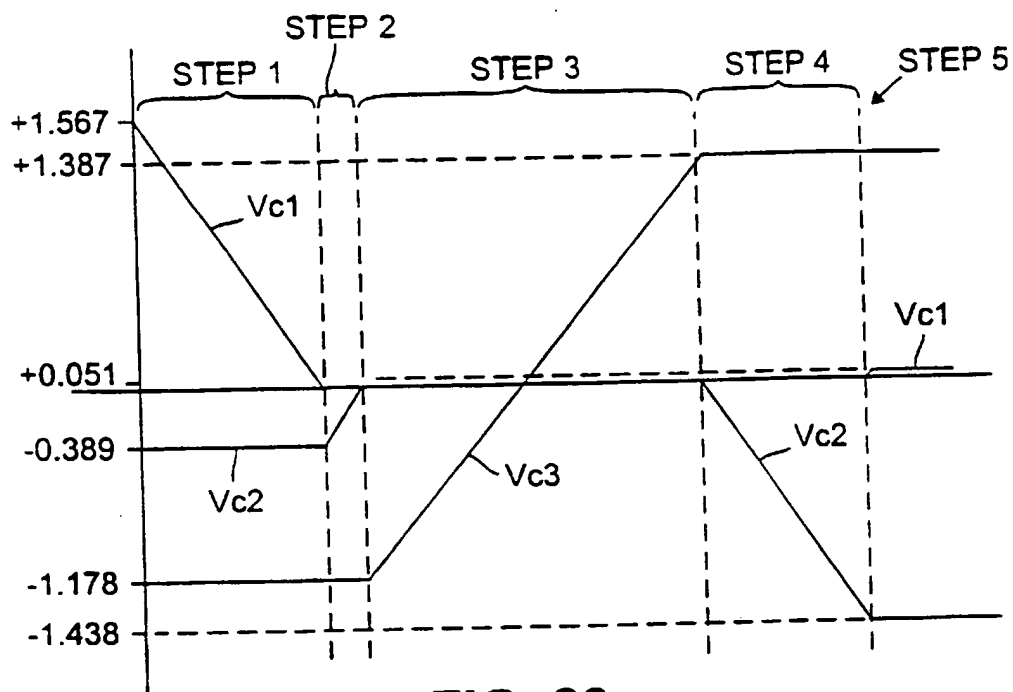 STEP 2
STEP 1
STEP 3
STEP 4
STEP 5
+1.567
+1.387
Vc1
Vc1
+0.051
-0.389
Vc2
Vc3
Vc2
-1.178
-1.438